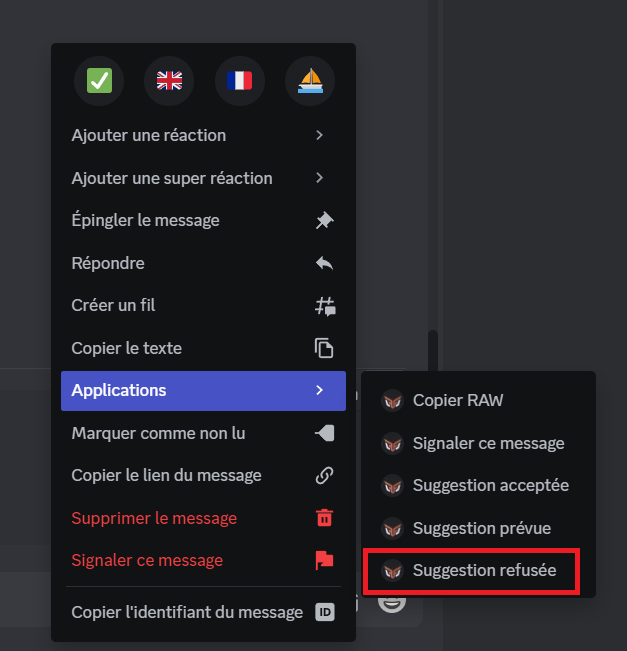 Ajouter une réaction
Ajouter une super réaction
Épingler le message
Répondre
Créer un fil
Copier le texte
Applications
Marquer comme non lu
Copier le lien du message
Supprimer le message
Signaler ce message
Copier l'identifiant du message ID
Copier RAW
Signaler ce message
Suggestion acceptée
Suggestion prévue
Suggestion refusée